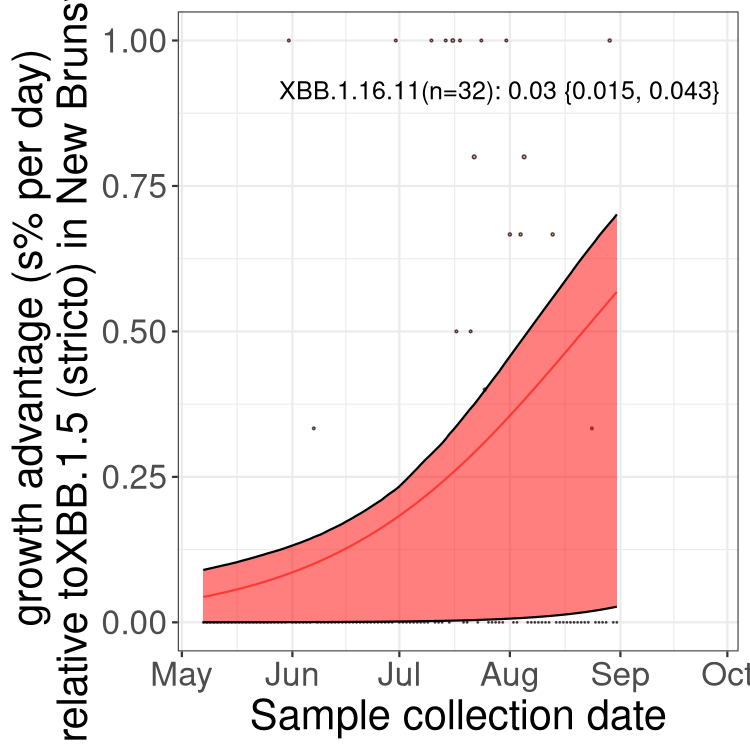 growth advantage (s% per day)
relative toXBB.1.5 (stricto) in New
1.00
0.75
0.50
0.25
0.00
XBB.1.16.11(n=32): 0.03 {0.015, 0.043}
May Jun Jul Aug Sep
Sample collection date